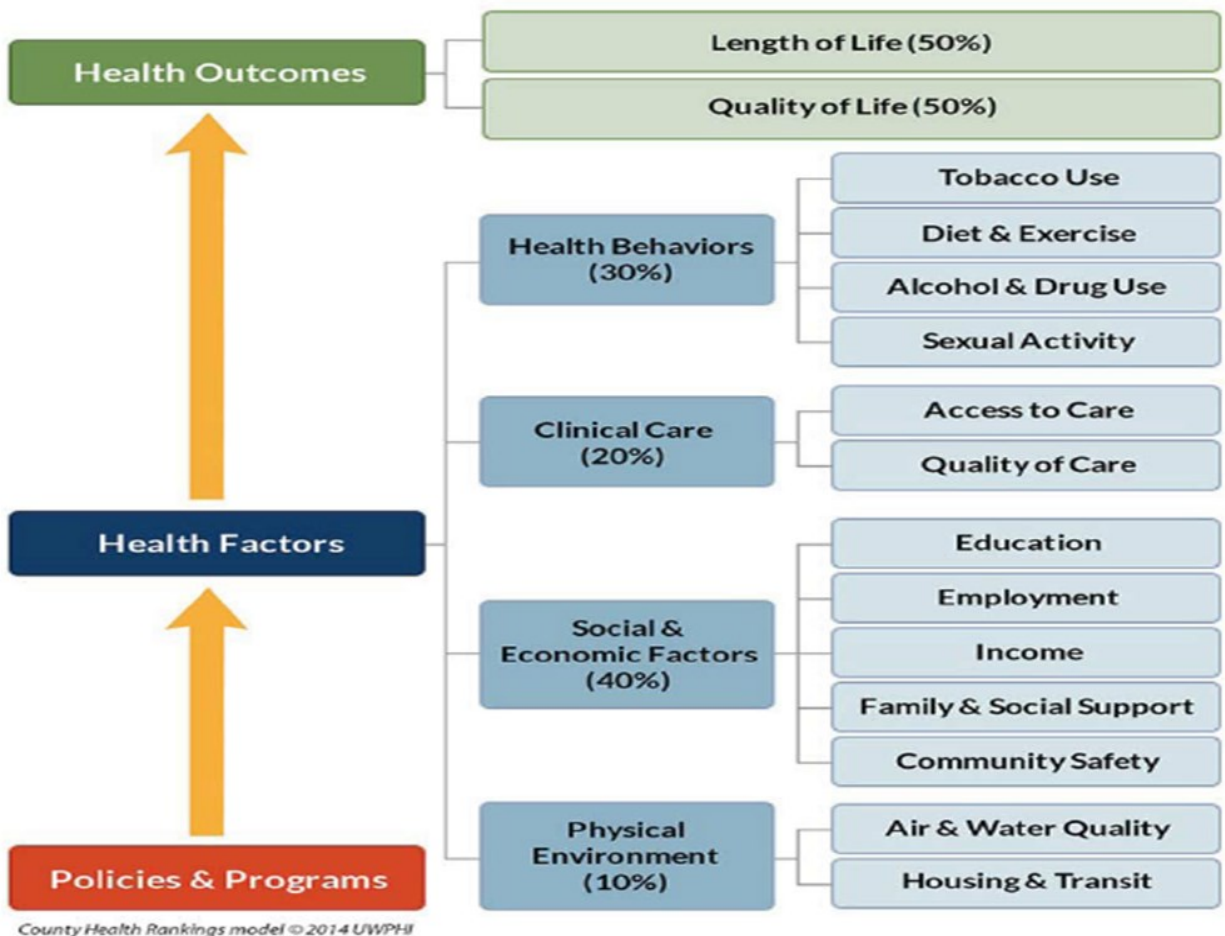 Health Outcomes
Length of Life (50%)
Quality of Life (50%)
Health Behaviors
(30%)
Tobacco Use
Diet & Exercise
Alcohol & Drug Use
Sexual Activity
Clinical Care
(20%)
Access to Care
Quality of Care
Health Factors
Social &
Economic Factors
(40%)
Education
Employment
Income
Family & Social Support
Community Safety
Physical
Environment
(10%)
Air & Water Quality
Housing & Transit
Policies & Programs
County Health Rankings model © 2014 UWPHI